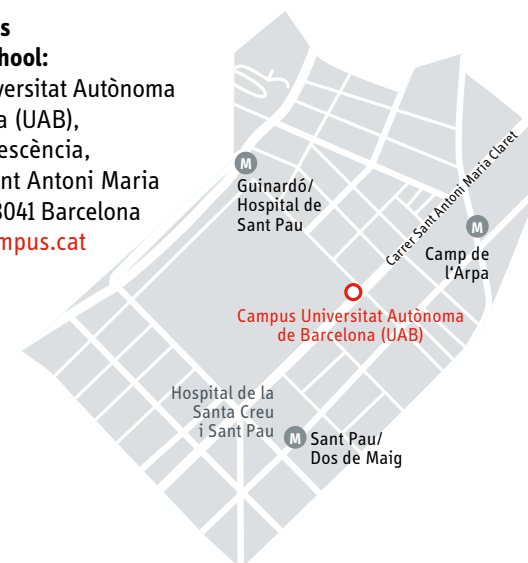 s
hool:
versitat Autònoma
a (UAB),
escència,
nt Antoni Maria
3041 Barcelona
mpus.cat
M
Guinardó/
Hospital de
Sant Pau
Carrer Sant Antoni Maria Claret
M
Camp de
l‘Arpa
Campus Universitat Autònoma
de Barcelona (UAB)
Hospital de la
Santa Creu
i Sant Pau
M Sant Pau/
Dos de Maig